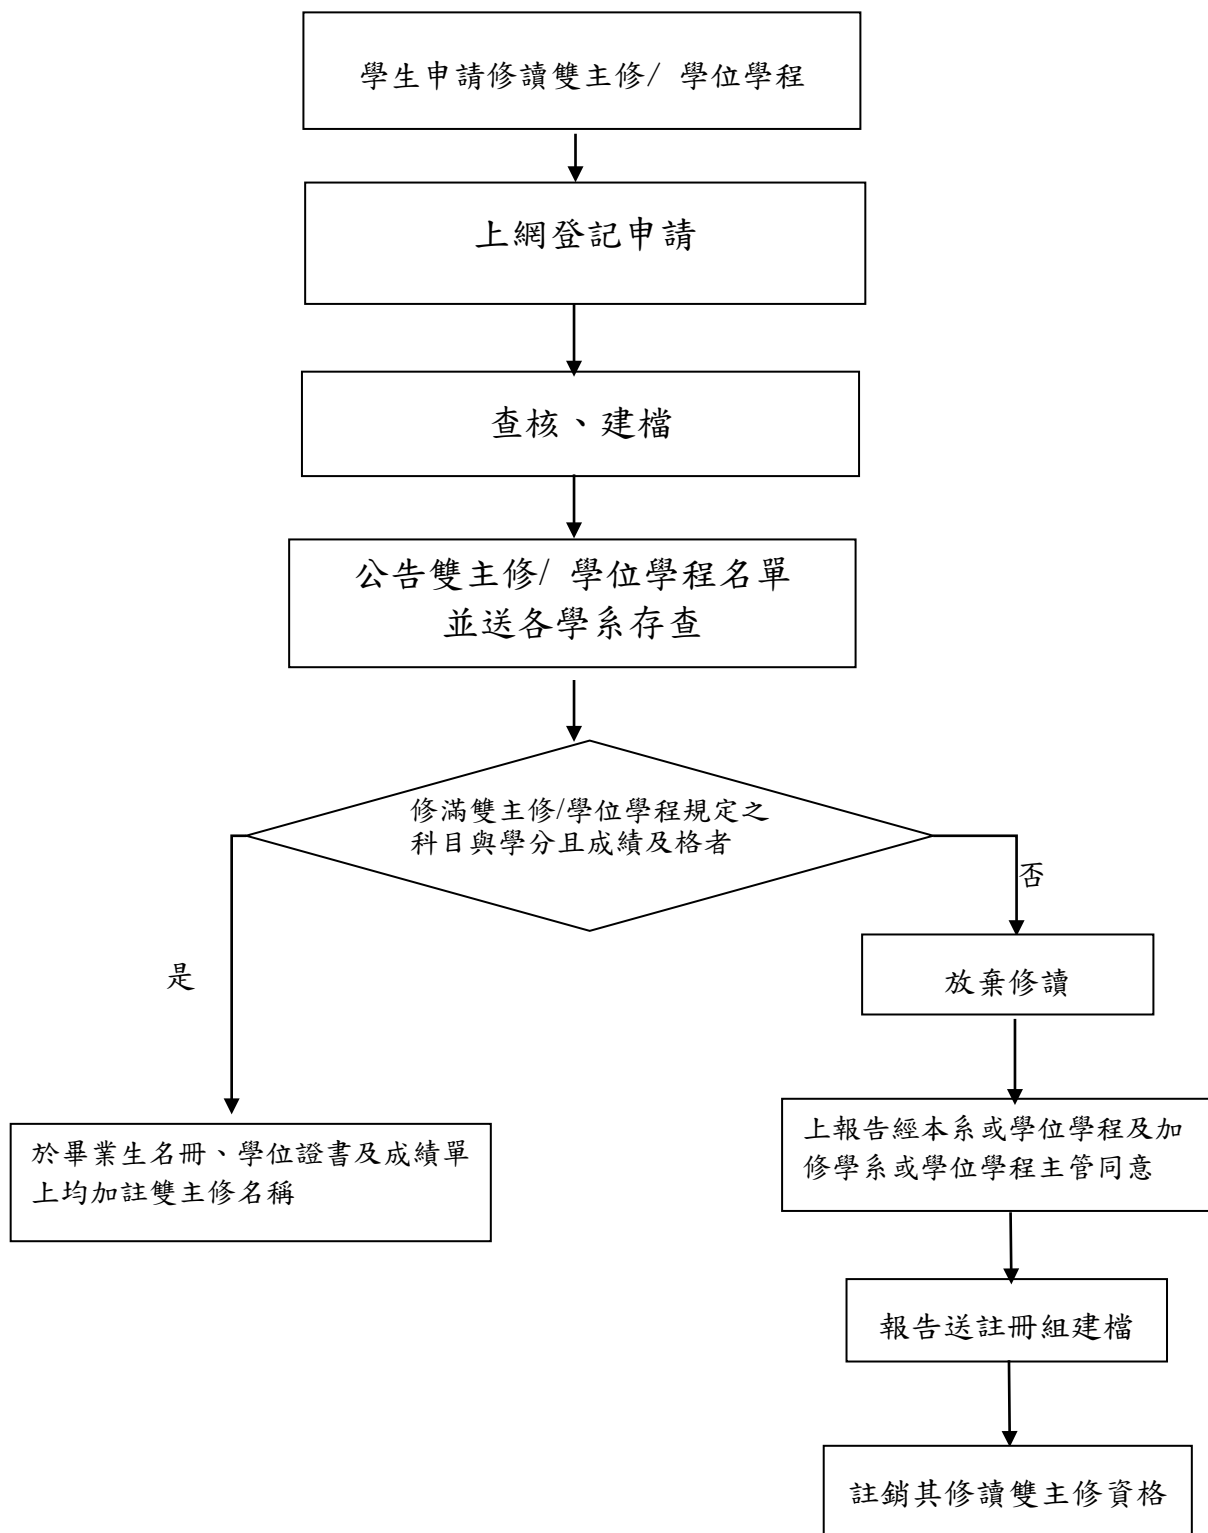 學生申請修讀雙主修/ 學位學程
上網登記申請
查核、建檔
公告雙主修/ 學位學程名單
並送各學系存查
修滿雙主修/學位學程規定之
科目與學分且成績及格者
否
是
放棄修讀
上報告經本系或學位學程及加
修學系或學位學程主管同意
於畢業生名冊、學位證書及成績單
上均加註雙主修名稱
報告送註冊組建檔
註銷其修讀雙主修資格